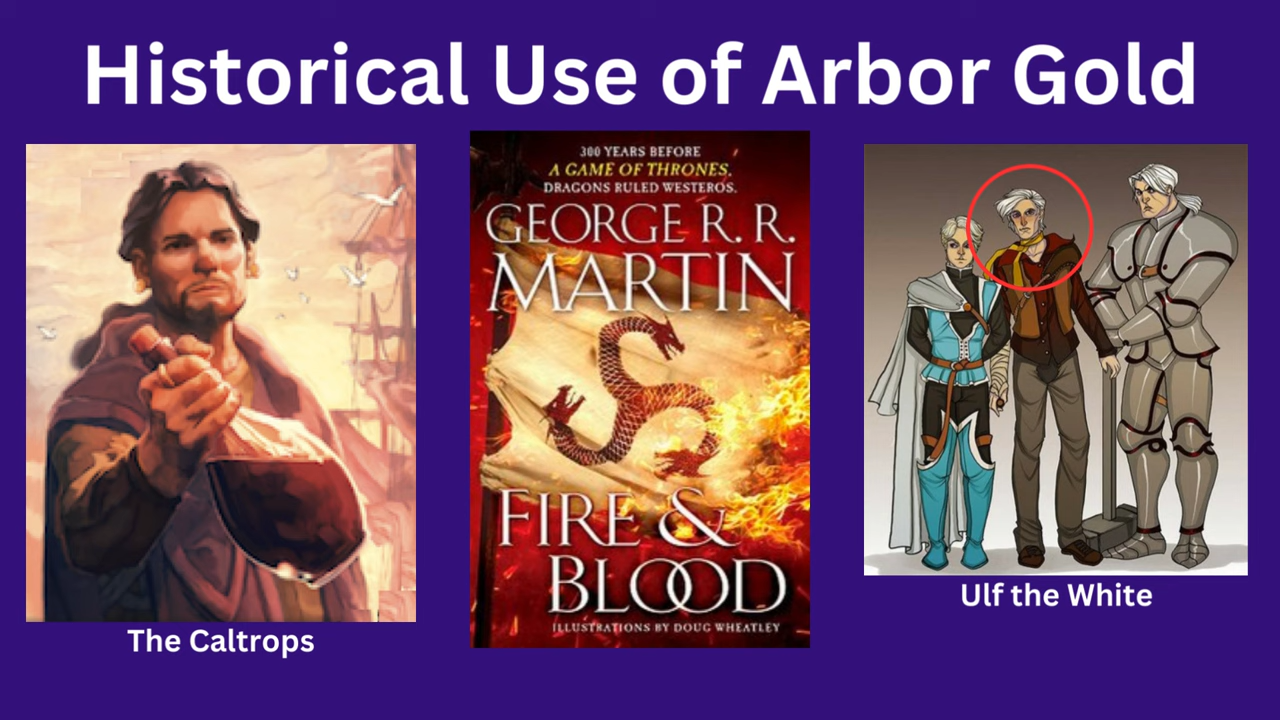 Historical Use of Arbor Gold
300 YEARS BEFORE
A GAME OF THRONES,
DRAGONS RULED WESTEROS.
GEORGE R. R.
MARTIN
FIRE &
BLOOD
ILLUSTRATIONS BY DOUG WHEATLEY
The Caltrops
Ulf the White